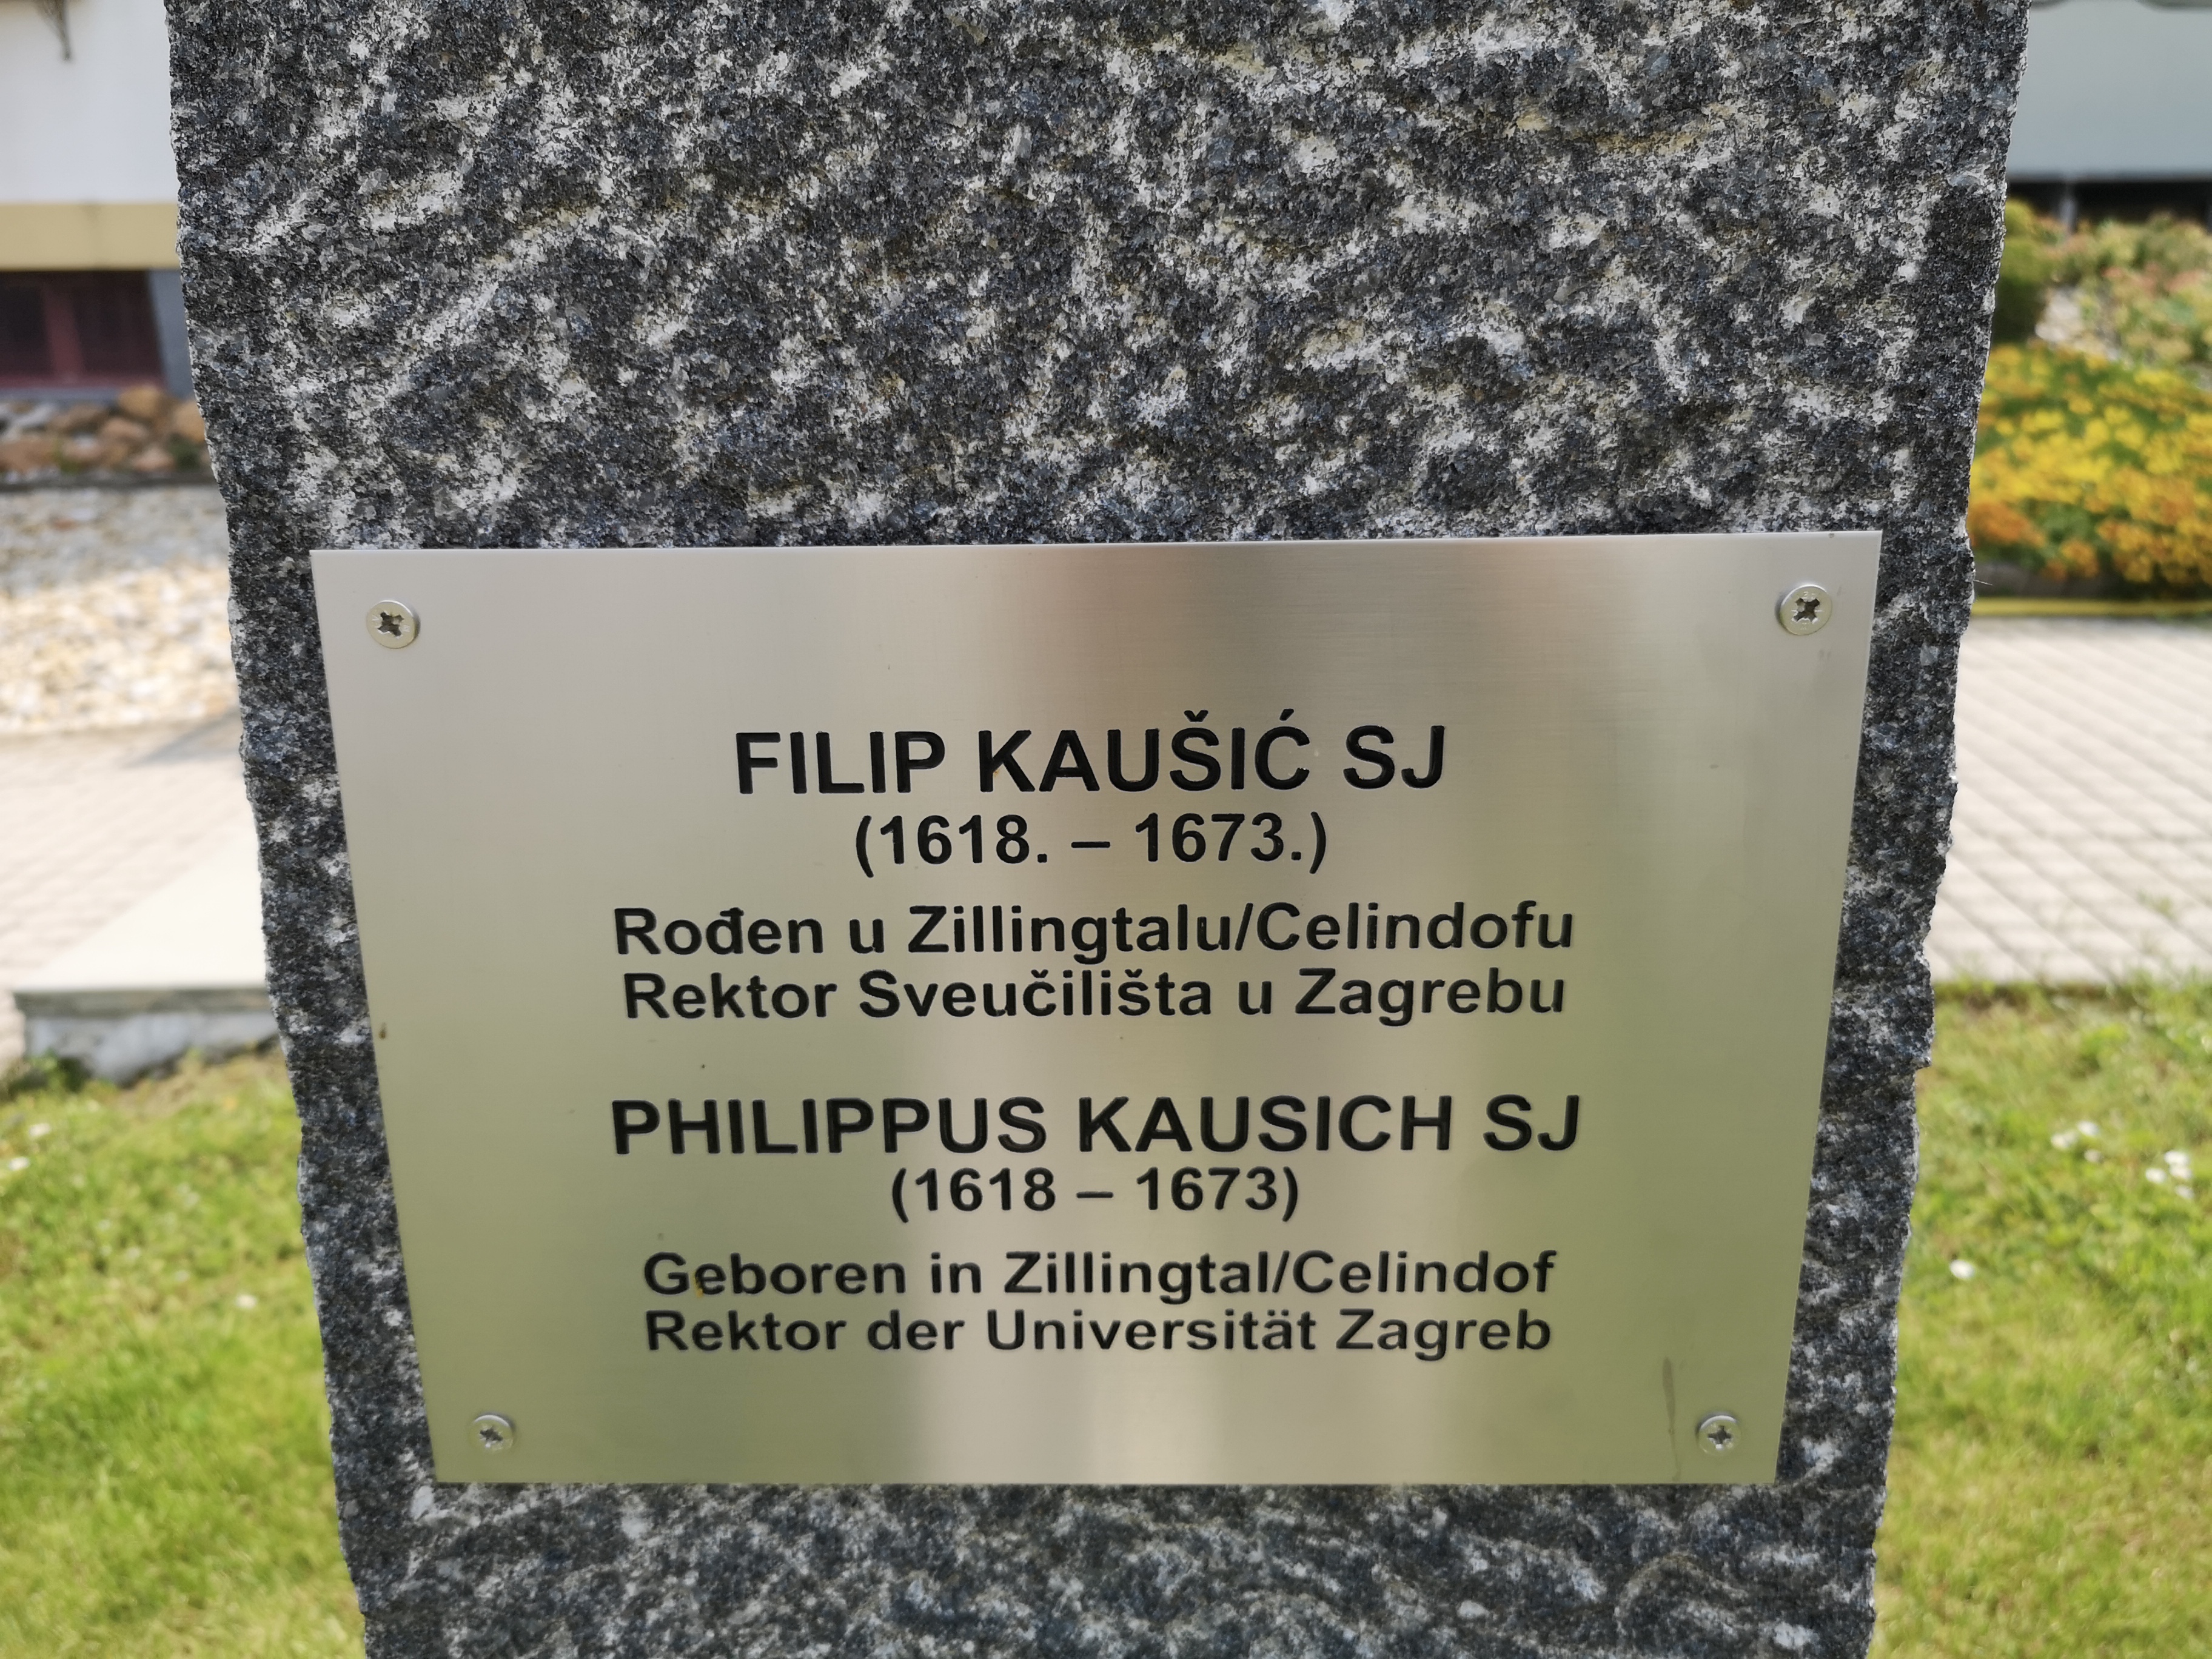 FILIP KAUŠIĆ SJ
(1618. – 1673.)
Rođen u Zillingtalu/Celindofu
Rektor Sveučilišta u Zagrebu
PHILIPPUS KAUSICH SJ
(1618 – 1673)
Geboren in Zillingtal/Celindof
Rektor der Universität Zagreb